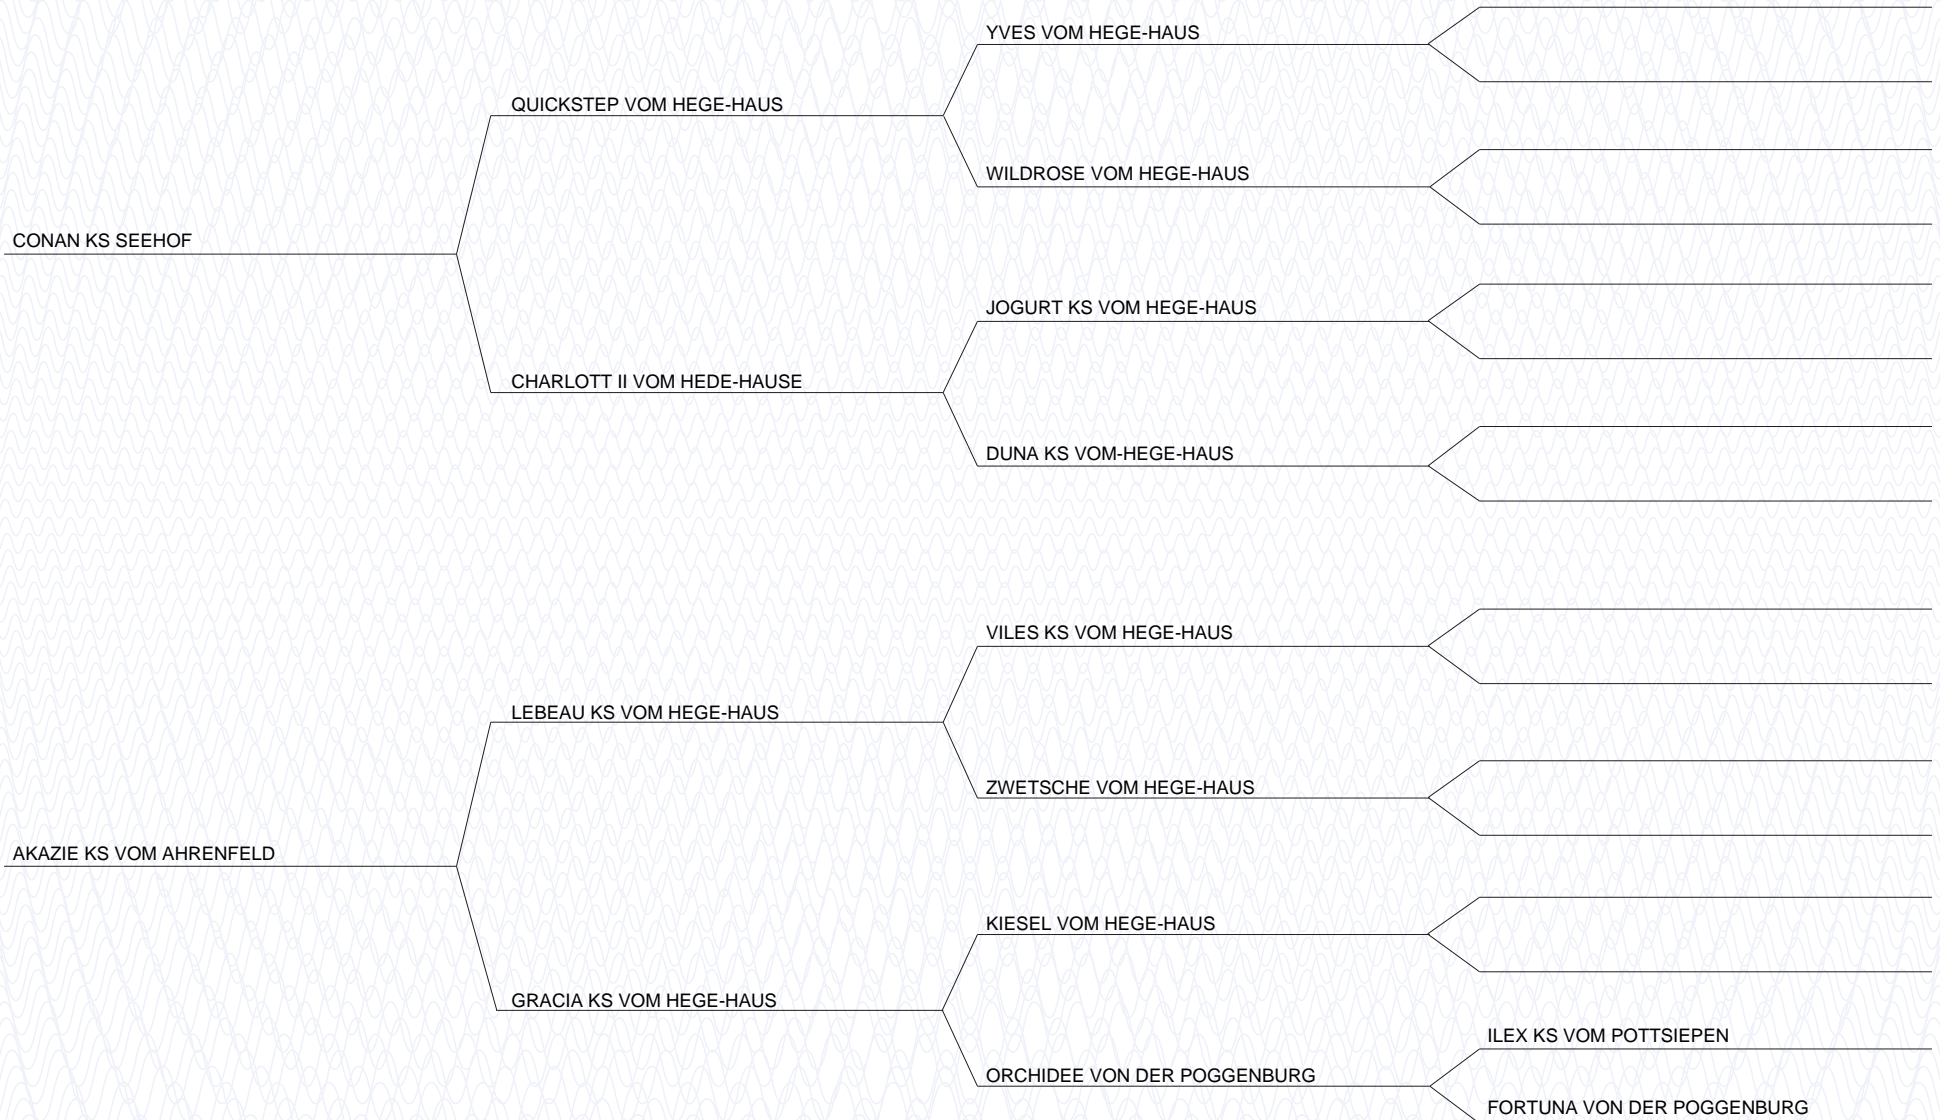 YVES VOM HEGE-HAUS
QUICKSTEP VOM HEGE-HAUS
WILDROSE VOM HEGE-HAUS
CONAN KS SEEHOF
JOGURT KS VOM HEGE-HAUS
CHARLOTT II VOM HEDE-HAUSE
DUNA KS VOM-HEGE-HAUS
VILES KS VOM HEGE-HAUS
LEBEAU KS VOM HEGE-HAUS
ZWETSCHE VOM HEGE-HAUS
AKAZIE KS VOM AHRENFELD
KIESEL VOM HEGE-HAUS
GRACIA KS VOM HEGE-HAUS
ILEX KS VOM POTTSIEPEN
ORCHIDEE VON DER POGGENBURG
FORTUNA VON DER POGGENBURG